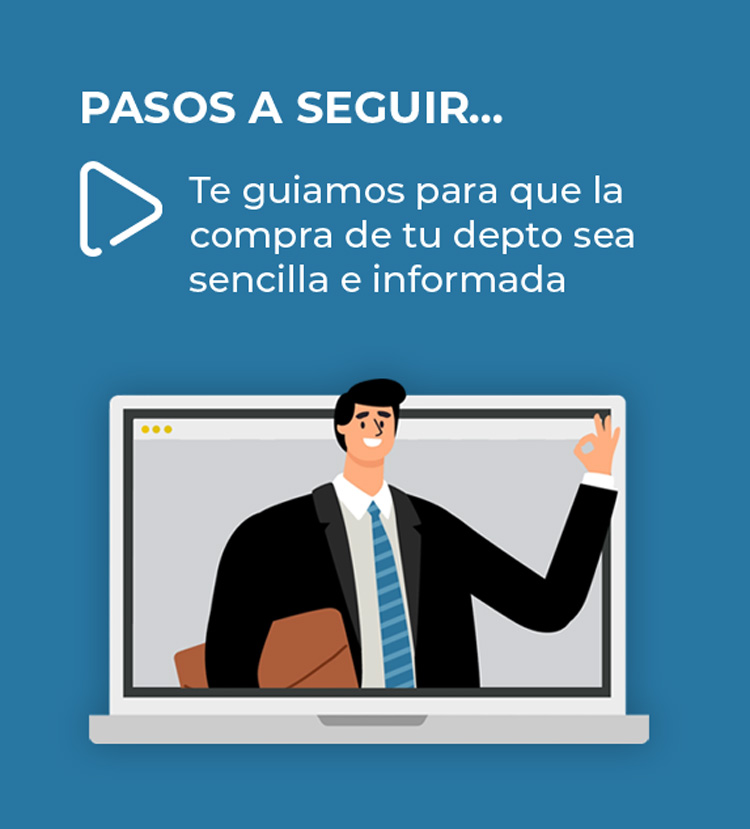 PASOS A SEGUIR...
Te guiamos para que la
compra de tu depto sea
sencilla e informada